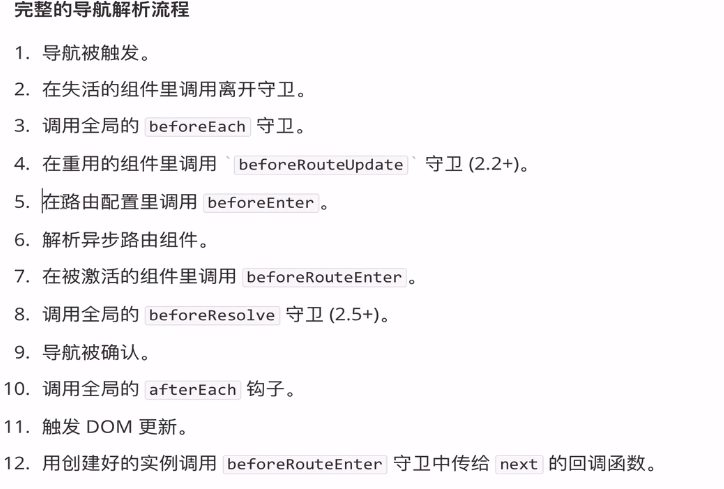 完整的导航解析流程
1. 导航被触发。
2. 在失活的组件里调用离开守卫。
3. 调用全局的 beforeEach 守卫。
4. 在重用的组件里调用 `beforeRouteUpdate` 守卫 (2.2+)。
5. 在路由配置里调用 beforeEnter。
6. 解析异步路由组件。
7. 在被激活的组件里调用 beforeRouteEnter。
8. 调用全局的 beforeResolve 守卫 (2.5+)。
9. 导航被确认。
10. 调用全局的 afterEach 钩子。
11. 触发 DOM 更新。
12. 用创建好的实例调用 beforeRouteEnter 守卫中传给 next 的回调函数。